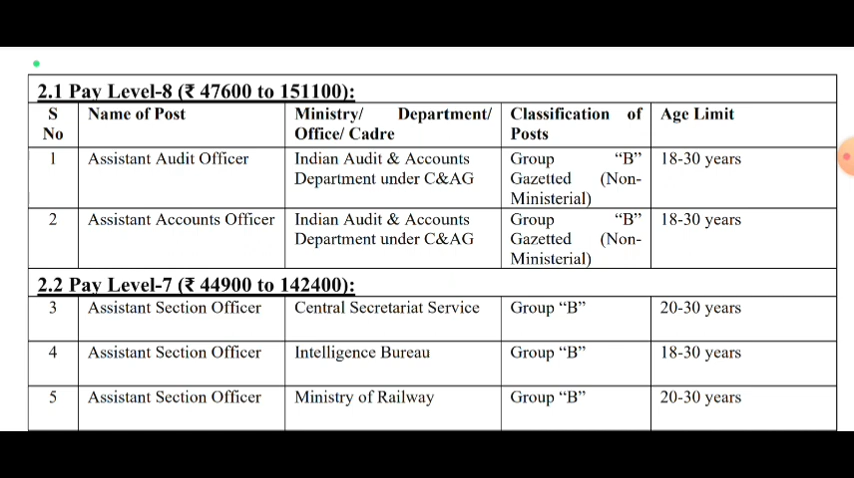 2.1 Pay Level-8 (₹ 47600 to 151100):
S No Name of Post Ministry/ Department/ Office/ Cadre Classification of Posts Age Limit
1 Assistant Audit Officer Indian Audit & Accounts Department under C&AG Group "B" Gazetted (Non-Ministerial) 18-30 years
2 Assistant Accounts Officer Indian Audit & Accounts Department under C&AG Group "B" Gazetted (Non-Ministerial) 18-30 years
2.2 Pay Level-7 (₹ 44900 to 142400):
3 Assistant Section Officer Central Secretariat Service Group "B" 20-30 years
4 Assistant Section Officer Intelligence Bureau Group "B" 18-30 years
5 Assistant Section Officer Ministry of Railway Group "B" 20-30 years